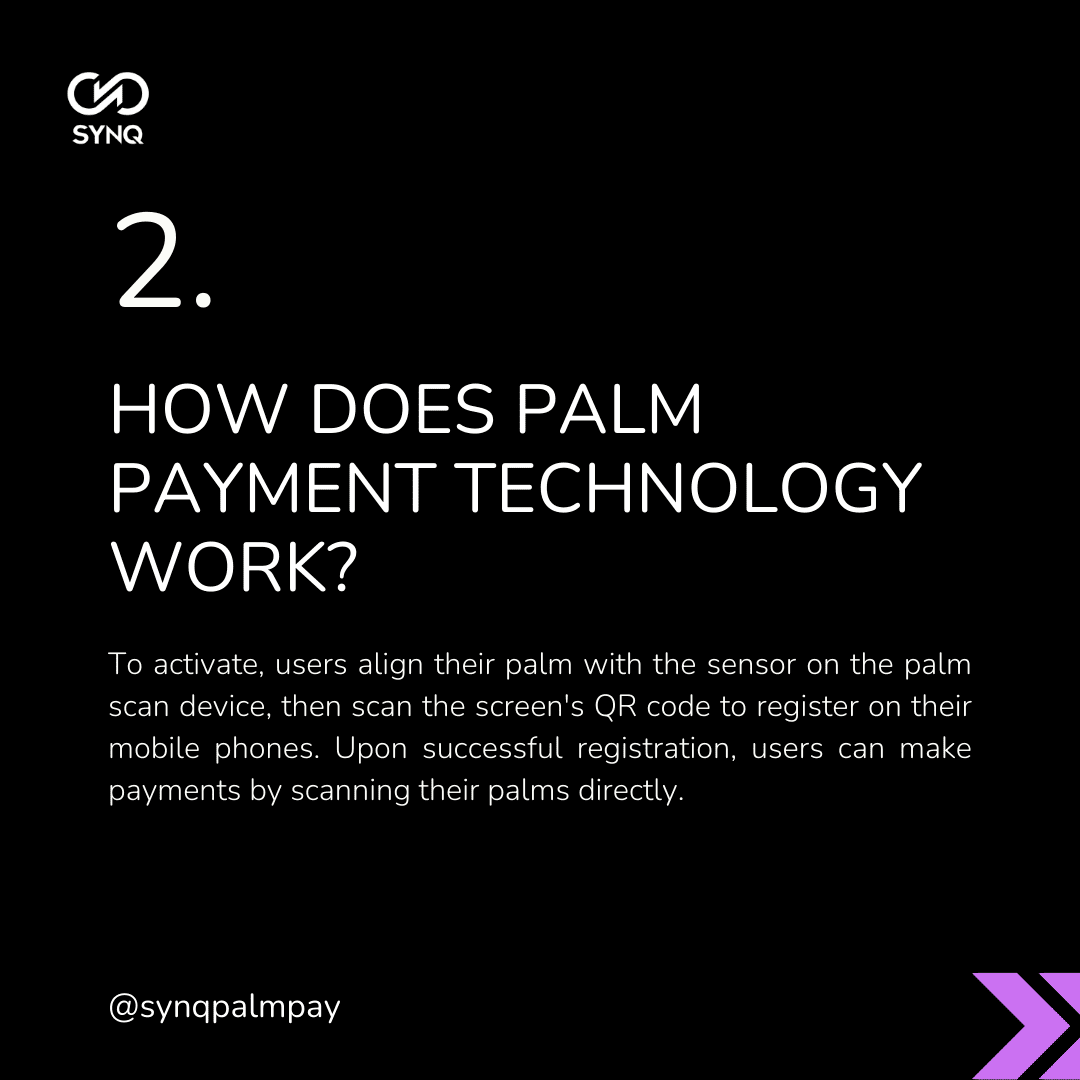 SYNQ
2.
HOW DOES PALM
PAYMENT TECHNOLOGY
WORK?
To activate, users align their palm with the sensor on the palm
scan device, then scan the screen's QR code to register on their
mobile phones. Upon successful registration, users can make
payments by scanning their palms directly.
@synqpalmpay